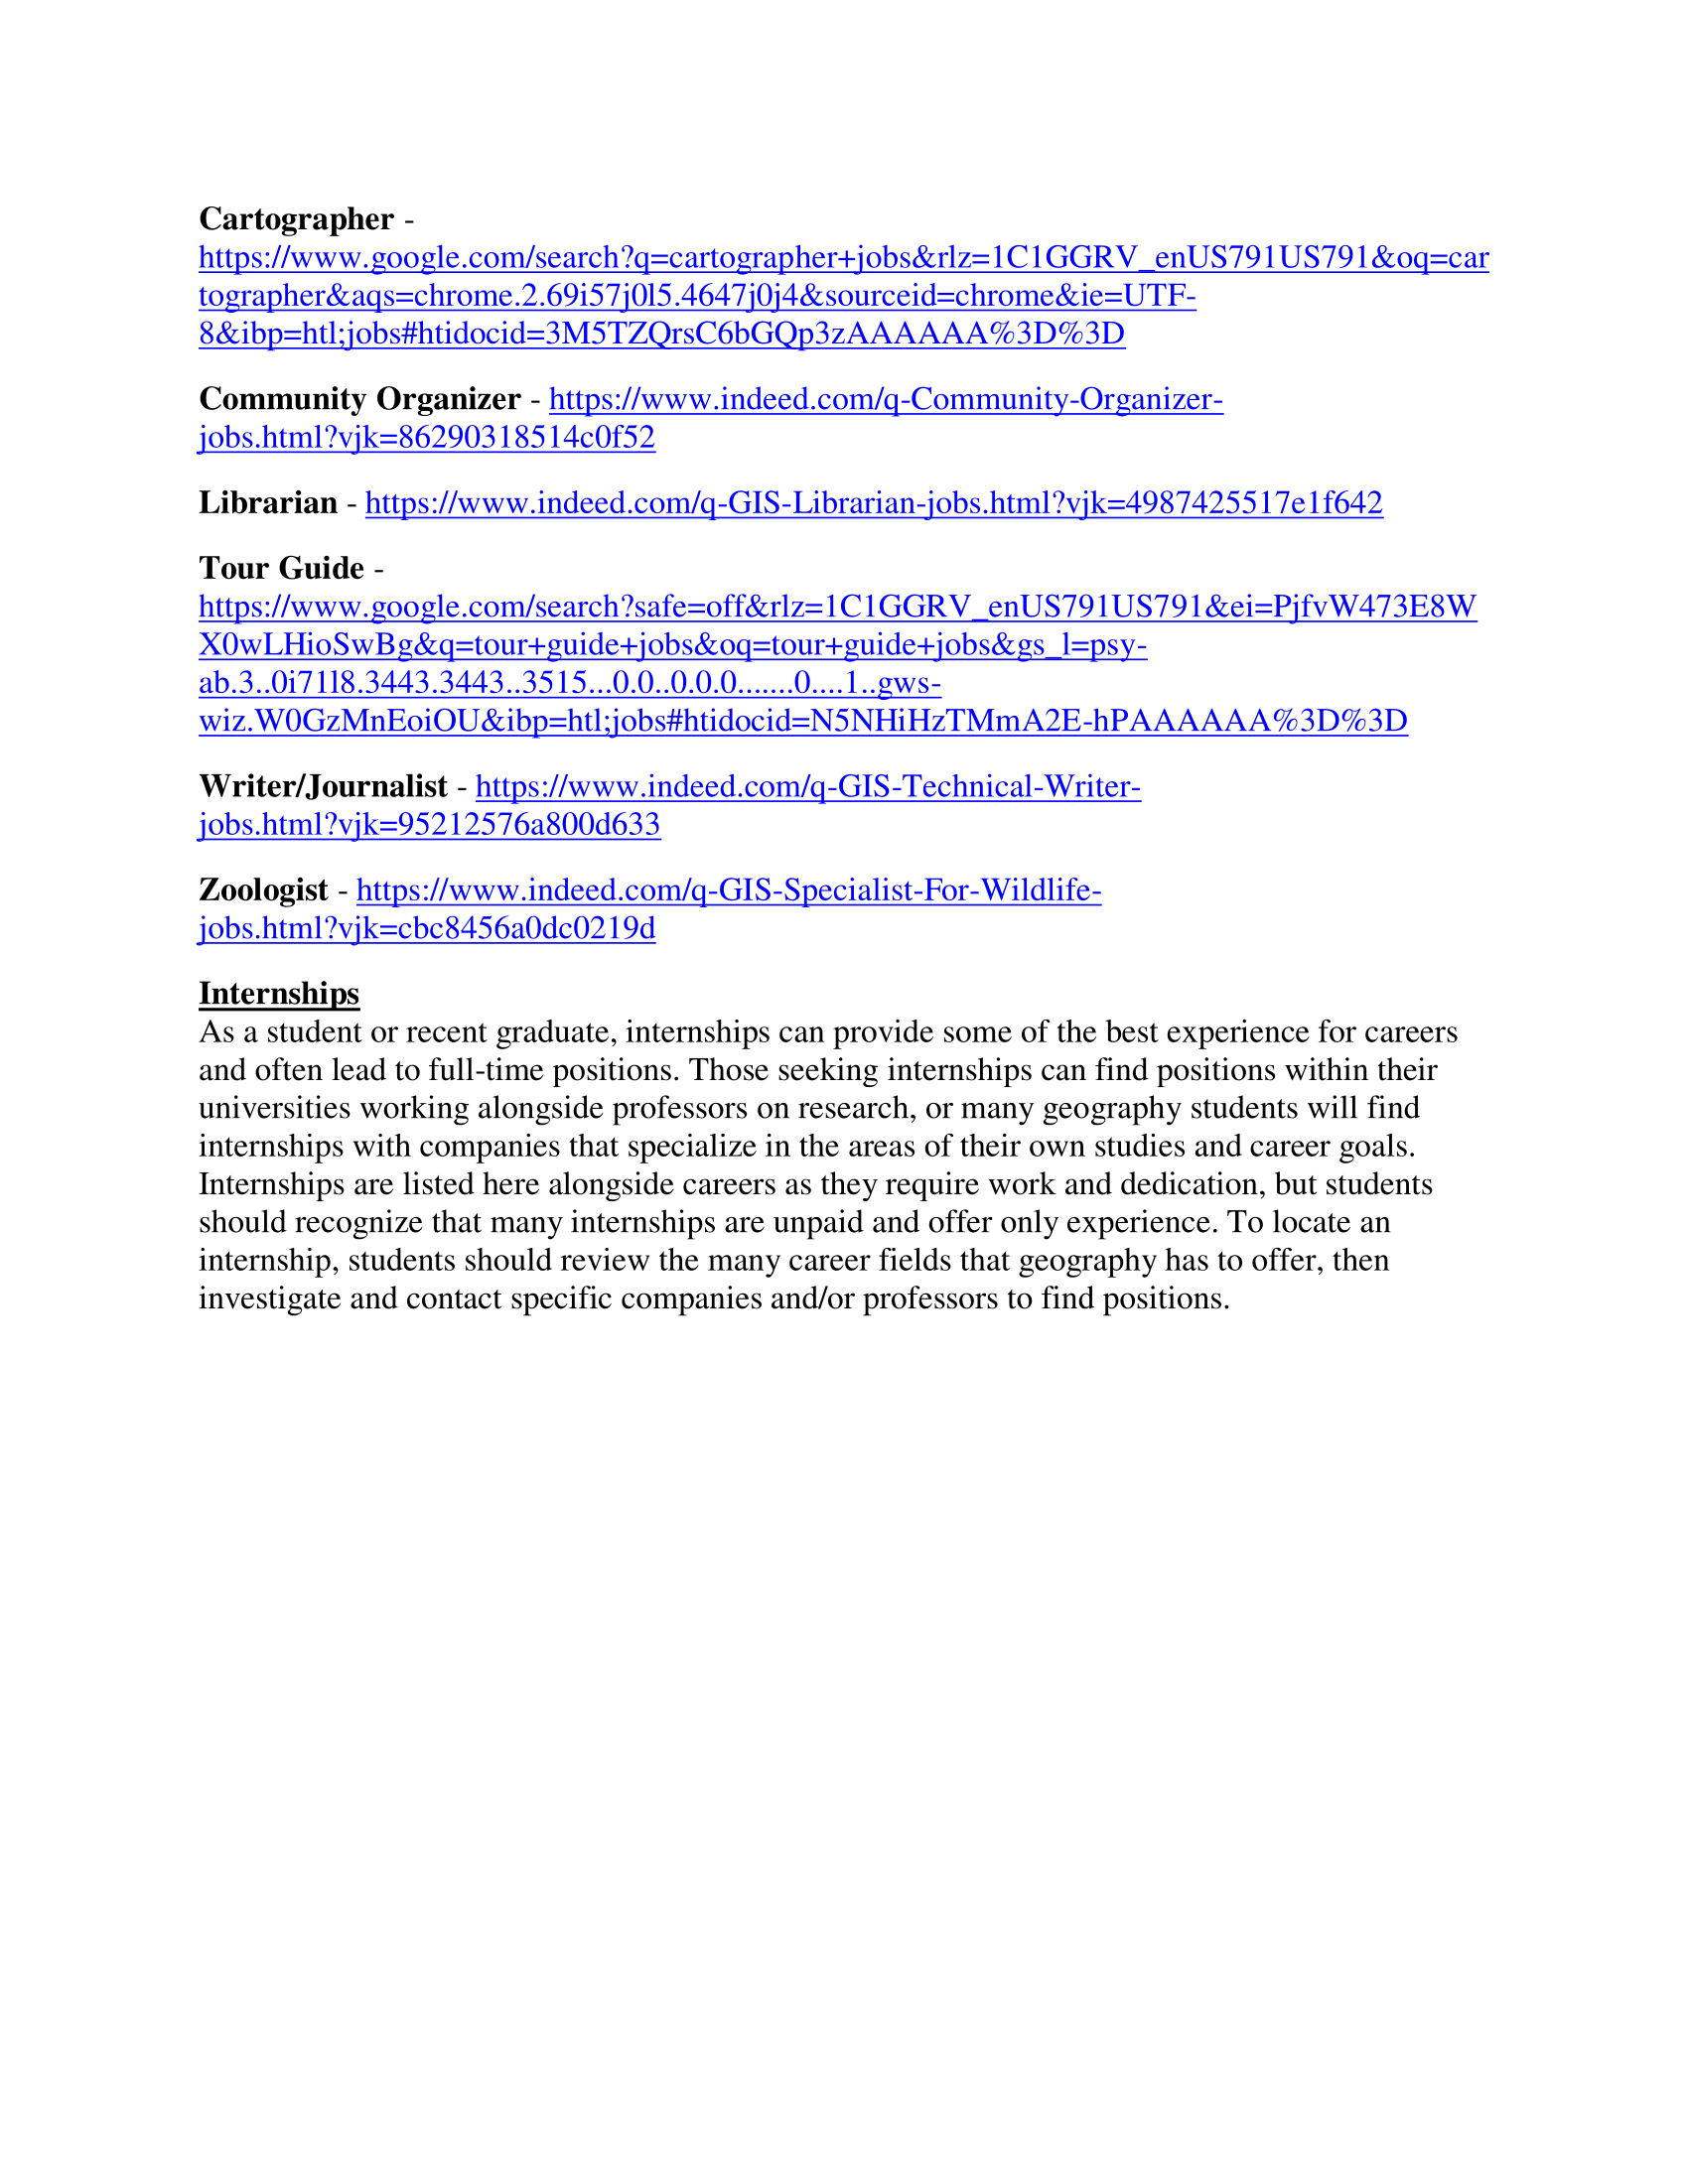 Cartographer -
https://www.google.com/search?q=cartographer+jobs&rlz=1C1GGRV_enUS791US791&oq=car
tographer&aqs=chrome.2.69i57j0l5.4647j0j4&sourceid=chrome&ie=UTF-
8&ibp=htl;jobs#htidocid=3M5TZQrsC6bGQp3zAAAAAA%3D%3D
Community Organizer - https://www.indeed.com/q-Community-Organizer-
jobs.html?vjk=86290318514c0f52
Librarian - https://www.indeed.com/q-GIS-Librarian-jobs.html?vjk=4987425517e1f642
Tour Guide -
https://www.google.com/search?safe=off&rlz=1C1GGRV_enUS791US791&ei=PjfvW473E8W
X0wLHioSwBg&q=tour+guide+jobs&oq=tour+guide+jobs&gs_l=psy-
ab.3..0i71l8.3443.3443..3515...0.0..0.0.0.......0....1..gws-
wiz.W0GzMnEoiOU&ibp=htl;jobs#htidocid=N5NHiHzTMmA2E-hPAAAAAA%3D%3D
Writer/Journalist - https://www.indeed.com/q-GIS-Technical-Writer-
jobs.html?vjk=95212576a800d633
Zoologist - https://www.indeed.com/q-GIS-Specialist-For-Wildlife-
jobs.html?vjk=cbc8456a0dc0219d
Internships
As a student or recent graduate, internships can provide some of the best experience for careers
and often lead to full-time positions. Those seeking internships can find positions within their
universities working alongside professors on research, or many geography students will find
internships with companies that specialize in the areas of their own studies and career goals.
Internships are listed here alongside careers as they require work and dedication, but students
should recognize that many internships are unpaid and offer only experience. To locate an
internship, students should review the many career fields that geography has to offer, then
investigate and contact specific companies and/or professors to find positions.